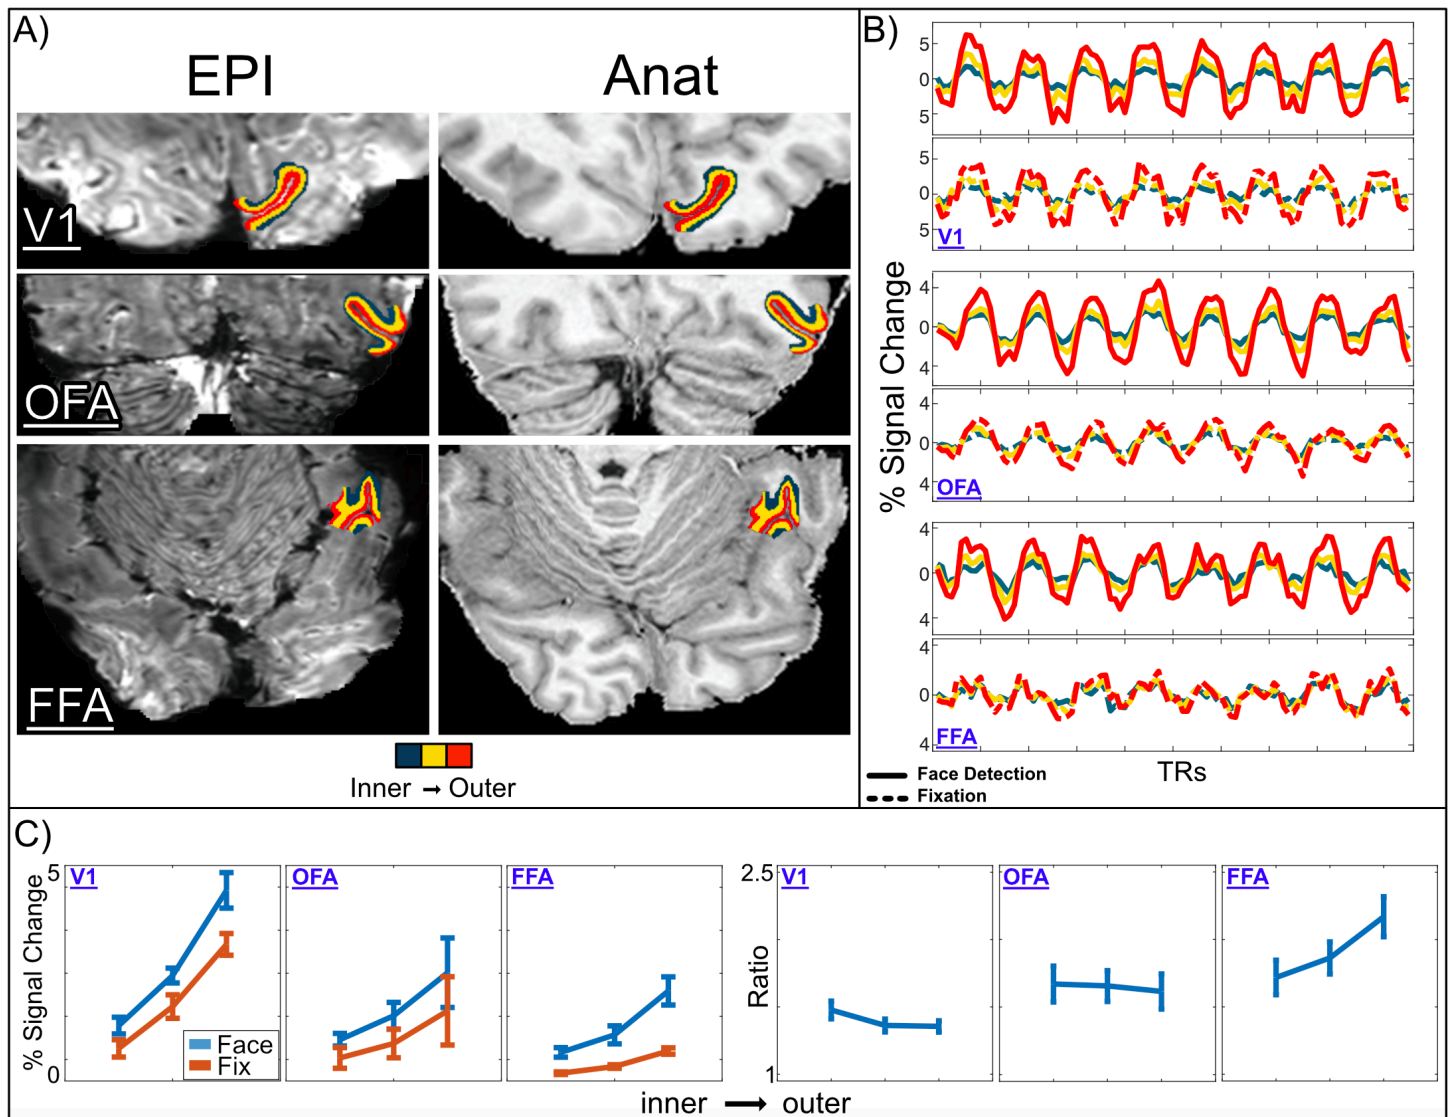 A)
EPI
Anat
V1
OFA
FFA
Inner → Outer
B)
% Signal Change
5
0
5
5
0
5
V1
4
0
4
4
0
4
OFA
4
0
4
4
0
4
FFA
TRs
Face Detection
Fixation
C)
% Signal Change
5
0
V1
Face
Fix
OFA
FFA
Ratio
2.5
1
V1
OFA
FFA
inner → outer